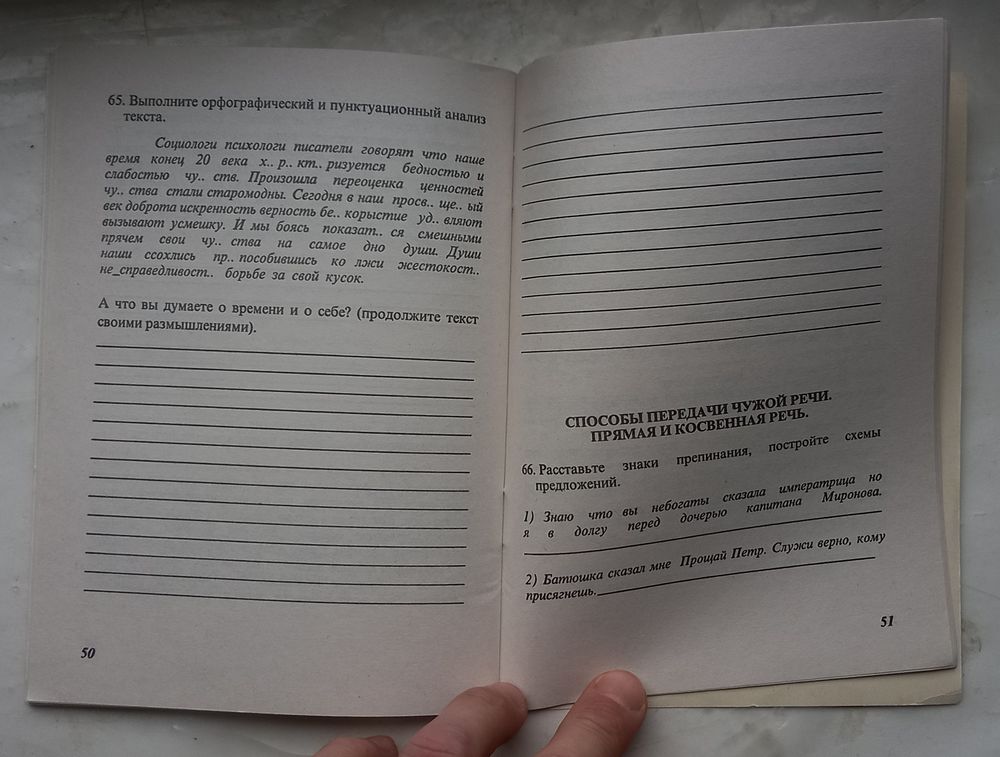 65. Выполните орфографический и пунктуационный анализ
текста.
Социологи психологи писатели говорят что наше
время конец 20 века х.. р.. кт.. ризуется бедностью и
слабостью чу.. ств. Произошла переоценка ценностей
чу.. ства стали старомодны. Сегодня в наш просв.. ще.. ый
век доброта искренность верность бе.. корыстие уд.. вляют
вызывают усмешку. И мы боясь показат.. ся смешными
прячем свои чу.. ства на самое дно души. Души
наши ссохлись пр.. пособившись ко лжи жестокост..
не_справедливост.. борьбе за свой кусок.
А что вы думаете о времени и о себе? (продолжите текст
своими размышлениями).
50
СПОСОБЫ ПЕРЕДАЧИ ЧУЖОЙ РЕЧИ.
ПРЯМАЯ И КОСВЕННАЯ РЕЧЬ.
66. Расставьте знаки препинания, постройте схемы
предложений.
1) Знаю что вы небогаты сказала императрица но
я в долгу перед дочерью капитана Миронова.
2) Батюшка сказал мне Прощай Петр. Служи верно, кому
присягнешь.
51